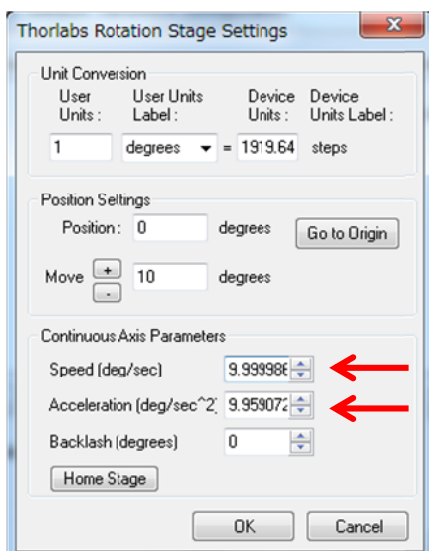 Thorlabs Rotation Stage Settings
Unit Conversion
User Units : User Units Label : Device Units : Device Units Label :
1 degrees = 1919.64 steps
Position Settings
Position : 0 degrees Go to Origin
Move + 10 degrees
-
Continuous Axis Parameters
Speed (deg/sec) 9.999986
Acceleration (deg/sec^2) 9.959072
Backlash (degrees) 0
Home Stage
OK Cancel